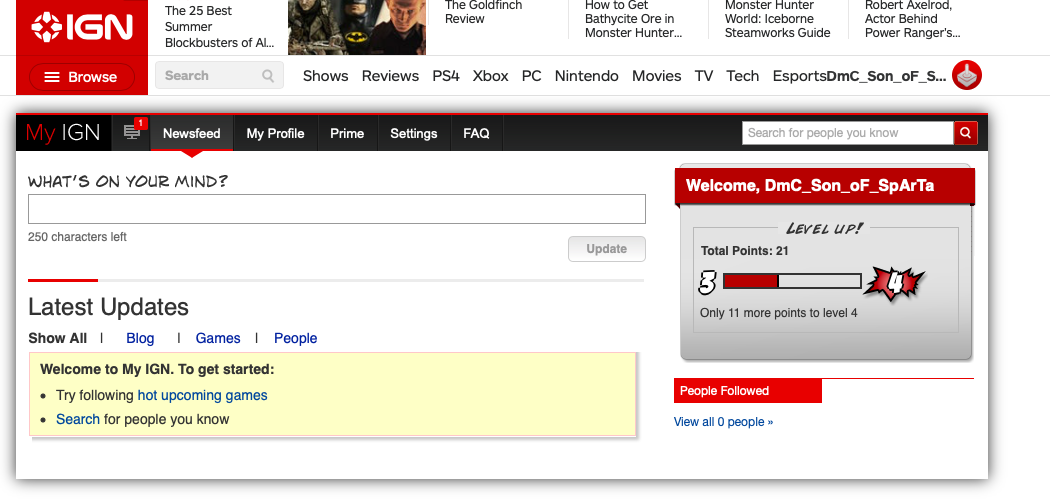 IGN
The 25 Best
Summer
Blockbusters of Al...
The Goldfinch
Review
How to Get
Bathycite Ore in
Monster Hunter...
Monster Hunter
World: Iceborne
Steamworks Guide
Robert Axelrod,
Actor Behind
Power Ranger's...
Browse
Search
Shows Reviews PS4 Xbox PC Nintendo Movies TV Tech Esports DmC_Son_oF_S...
My IGN
1
Newsfeed My Profile Prime Settings FAQ
Search for people you know
WHAT'S ON YOUR MIND?
250 characters left
Update
Latest Updates
Show All | Blog | Games | People
Welcome to My IGN. To get started:
• Try following hot upcoming games
• Search for people you know
Welcome, DmC_Son_oF_SpArTa
LEVEL UP!
Total Points: 21
3 4
Only 11 more points to level 4
People Followed
View all 0 people »